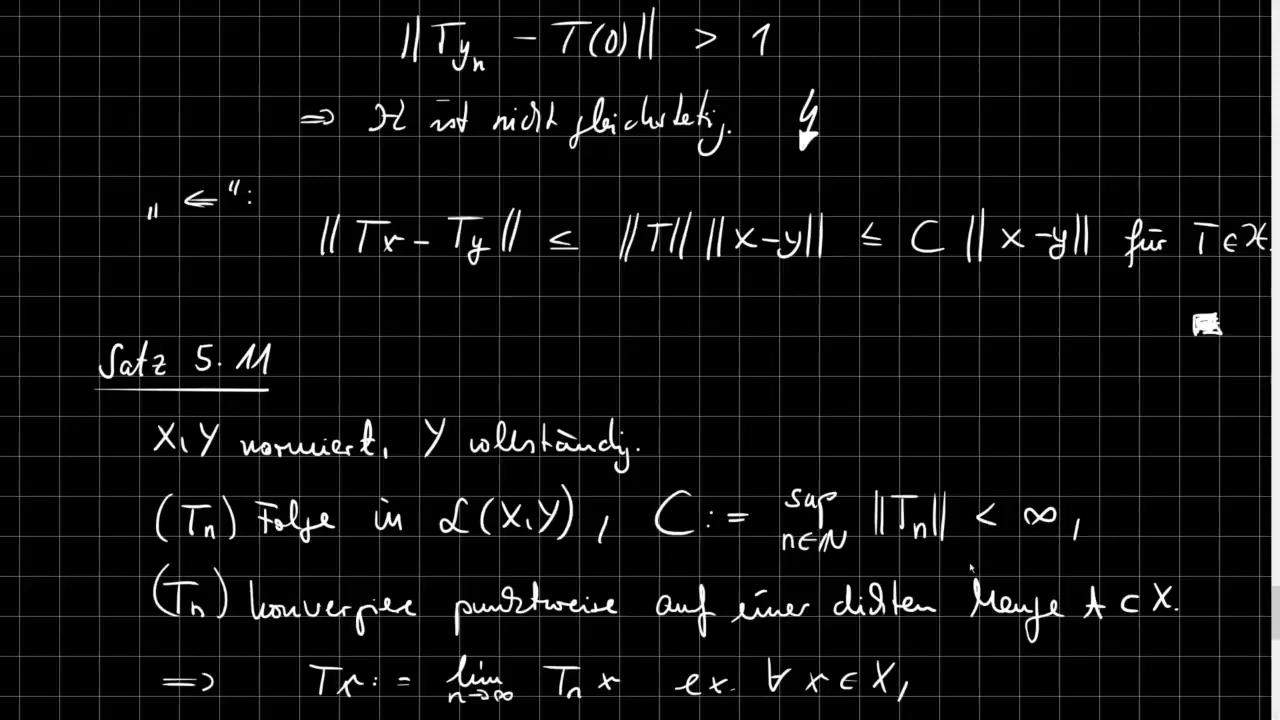 ‖Ty_n - T(0)‖ > 1
⇒ ℋ ist nicht gleichstetig. ↯
„⇐“:
‖Tx - Ty‖ ≤ ‖T‖ ‖x-y‖ ≤ C ‖x-y‖ für T ∈ ℋ.
Satz 5.11
X, Y normiert, Y vollständig.
(T_n) Folge in ℒ(X,Y), C := sup_{n∈ℕ} ‖T_n‖ < ∞,
(T_n) konvergiere punktweise auf einer dichten Menge A ⊂ X.
⇒ Tx := lim_{n→∞} T_n x ex. ∀ x ∈ X,